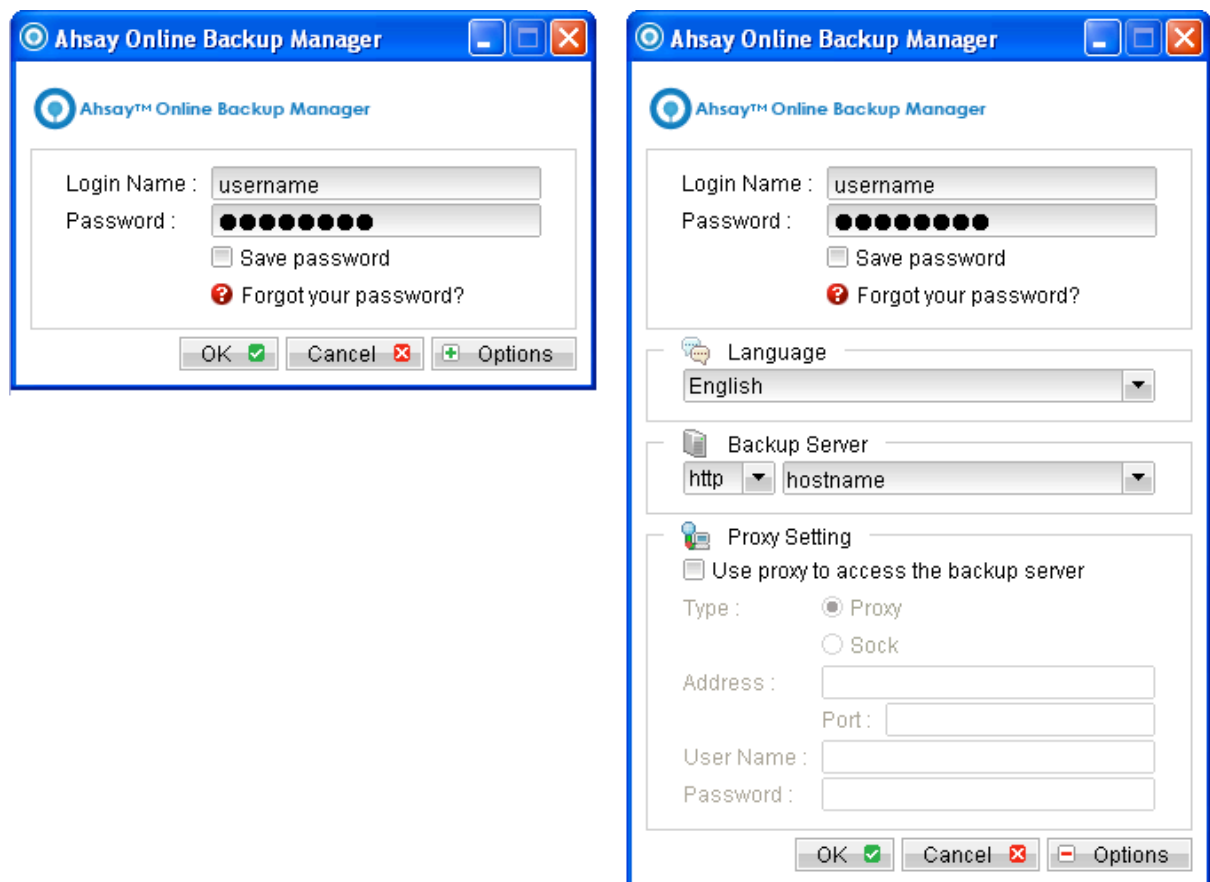 Ahsay Online Backup Manager
Ahsay™ Online Backup Manager
Login Name : username
Password : ●●●●●●●●
Save password
Forgot your password?
OK Cancel Options
Ahsay Online Backup Manager
Ahsay™ Online Backup Manager
Login Name : username
Password : ●●●●●●●●
Save password
Forgot your password?
Language
English
Backup Server
http hostname
Proxy Setting
Use proxy to access the backup server
Type : Proxy
Sock
Address :
Port :
User Name :
Password :
OK Cancel Options